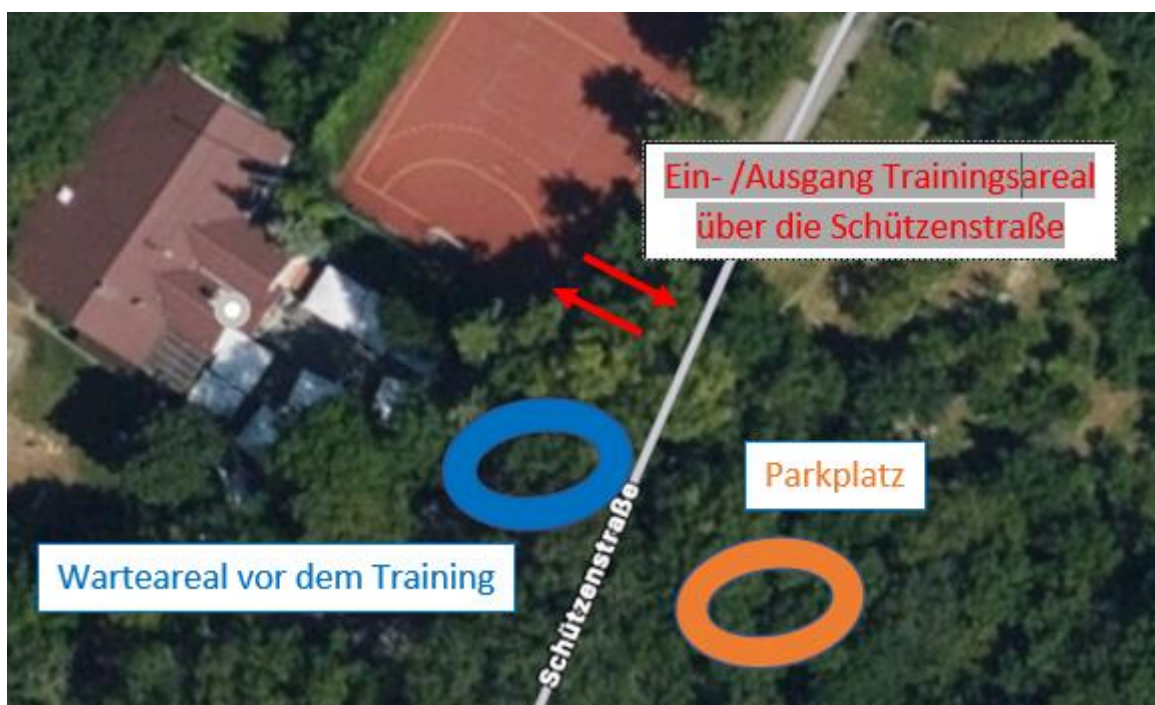 Ein- /Ausgang Trainingsareal
über die Schützenstraße
Parkplatz
Warteareal vor dem Training
Schützenstraße